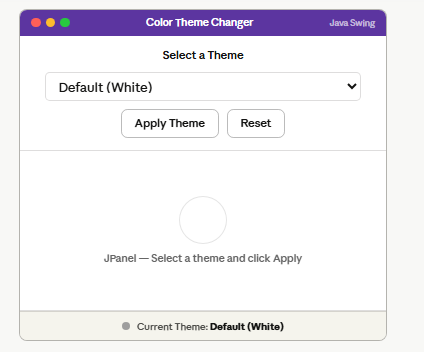 Color Theme Changer
Java Swing
Select a Theme
Default (White)
Apply Theme
Reset
JPanel — Select a theme and click Apply
Current Theme: Default (White)